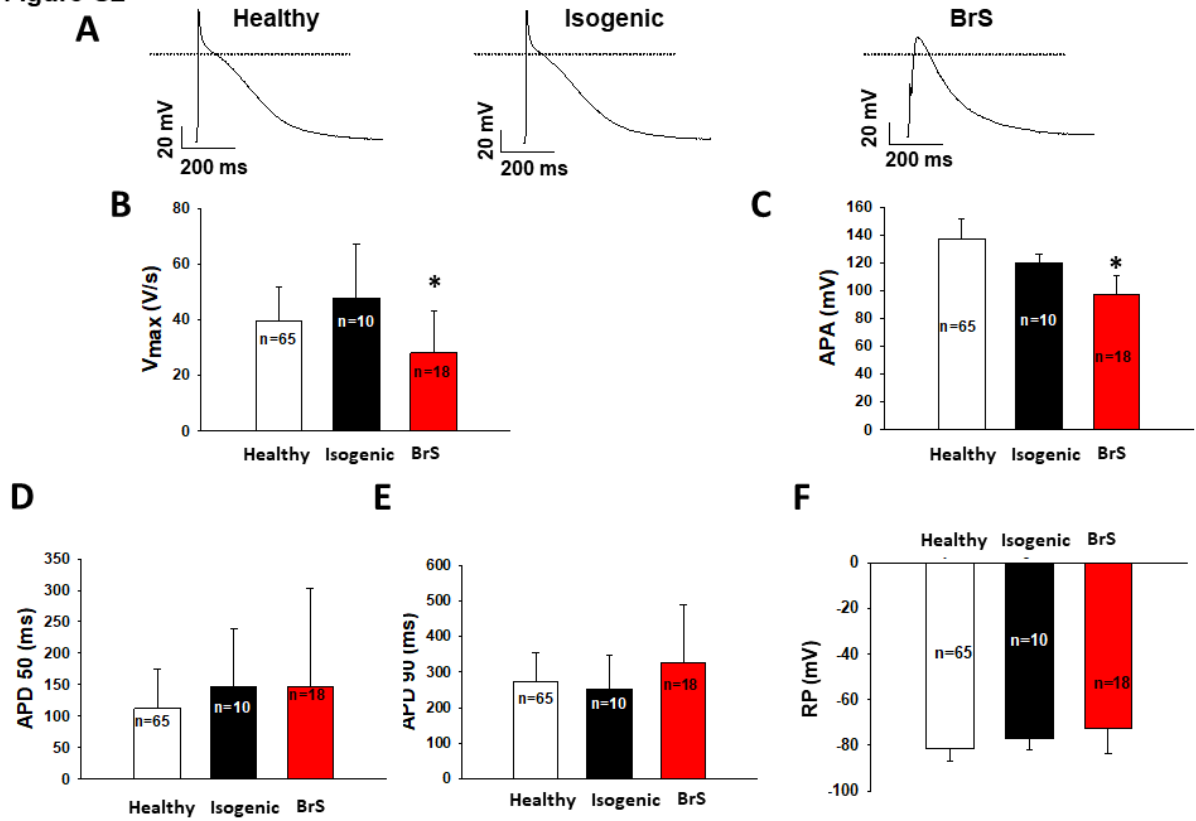 A
Healthy
Isogenic
BrS
20 mV
200 ms
20 mV
200 ms
20 mV
200 ms
B
Vmax (V/s)
80
60
40
20
0
n=65
n=10
*
n=18
Healthy
Isogenic
BrS
C
APA (mV)
160
140
120
100
80
60
40
20
0
n=65
n=10
*
n=18
Healthy
Isogenic
BrS
D
APD 50 (ms)
350
300
250
200
150
100
50
0
n=65
n=10
n=18
Healthy
Isogenic
BrS
E
APD 90 (ms)
600
500
400
300
200
100
0
n=65
n=10
n=18
Healthy
Isogenic
BrS
F
Healthy
Isogenic
BrS
RP (mV)
0
-20
-40
-60
-80
-100
n=65
n=10
n=18